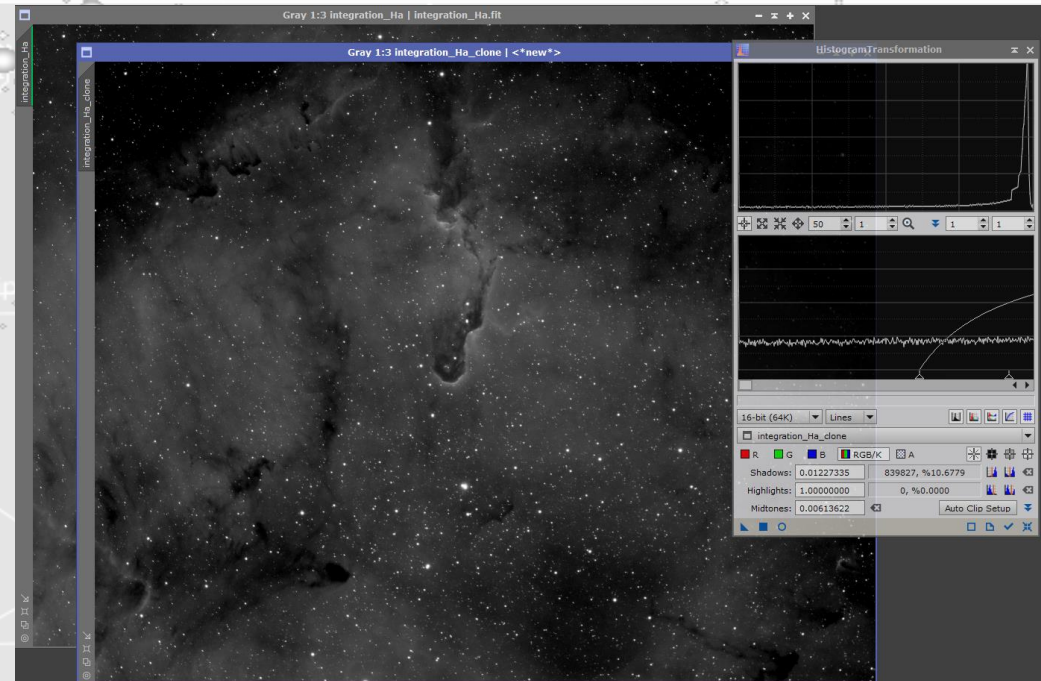 Gray 1:3 integration_Ha | integration_Ha.fit
integration_Ha
Gray 1:3 integration_Ha_clone | <*new*>
integration_Ha_clone
HistogramTransformation
50 1 1 1
16-bit (64K) Lines
integration_Ha_clone
R G B RGB/K A
Shadows: 0.01227335 839827, %10.6779
Highlights: 1.00000000 0, %0.0000
Midtones: 0.00613622 Auto Clip Setup